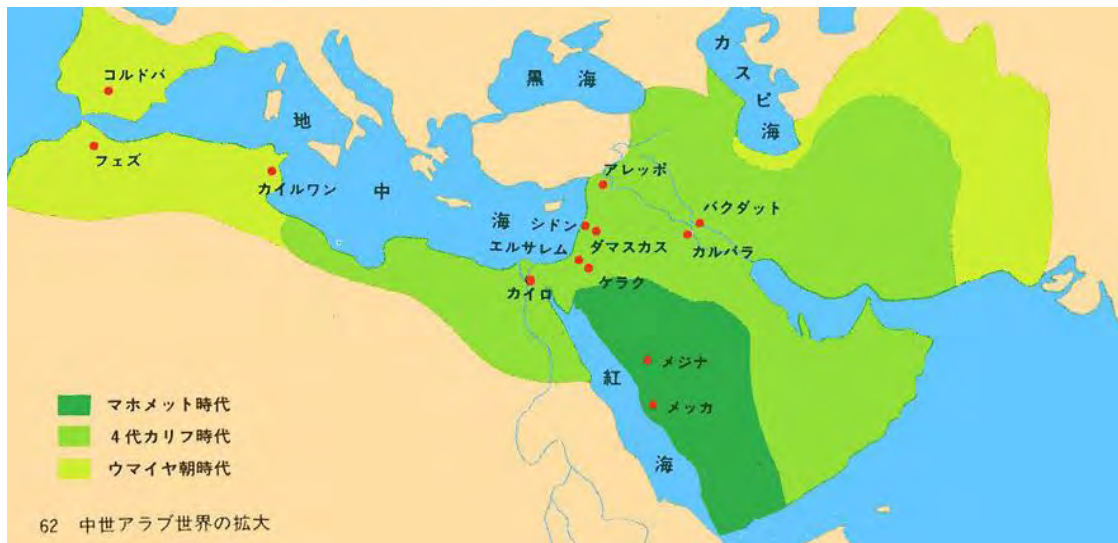 コルドバ
フェズ
カイルワン
地中海
黒海
カスピ海
アレッポ
シドン
ダマスカス
エルサレム
ケラク
カイロ
バクダット
カルバラ
メジナ
メッカ
紅海
マホメット時代
4代カリフ時代
ウマイヤ朝時代
62 中世アラブ世界の拡大